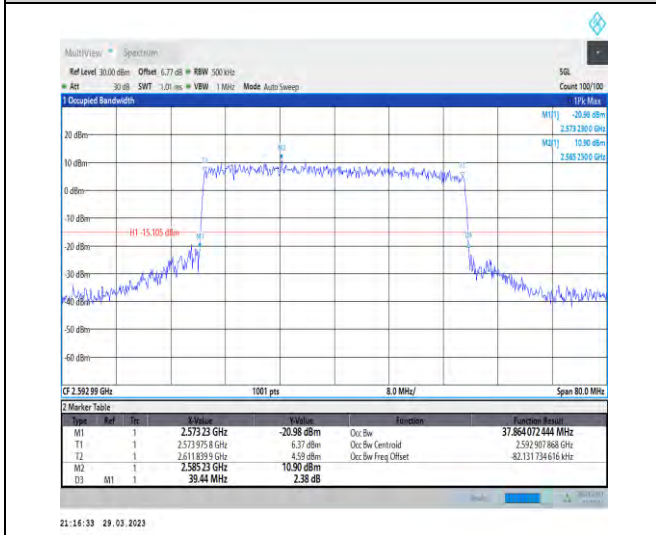 MultiView Spectrum
Ref Level 30.00 dBm Offset 6.77 dB RBW 500 kHz SGL
Att 30 dB SWT 1.01 ms VBW 1 MHz Mode Auto Sweep Count 100/100
1 Occupied Bandwidth 1Pk Max
M1[1] -20.98 dBm
2.573 230 0 GHz
M2[1] 10.90 dBm
2.585 250 0 GHz
20 dBm
M2
10 dBm
T1
0 dBm
-10 dBm
H1 -15.105 dBm
M1
-20 dBm
-30 dBm
-40 dBm
-50 dBm
-60 dBm
CF 2.592 99 GHz 1001 pts 8.0 MHz/ Span 80.0 MHz
2 Marker Table
Type Ref Trc X-Value Y-Value Function Function Result
M1 1 2.573 23 GHz -20.98 dBm Occ Bw 37.864 072 444 MHz
T1 1 2.573 975 8 GHz 6.37 dBm Occ Bw Centroid 2.592 907 868 GHz
T2 1 2.611 839 9 GHz 4.59 dBm Occ Bw Freq Offset -82.131 734 616 kHz
M2 1 2.585 23 GHz 10.90 dBm
D3 M1 1 39.44 MHz 2.38 dB
21:16:33 29.03.2023